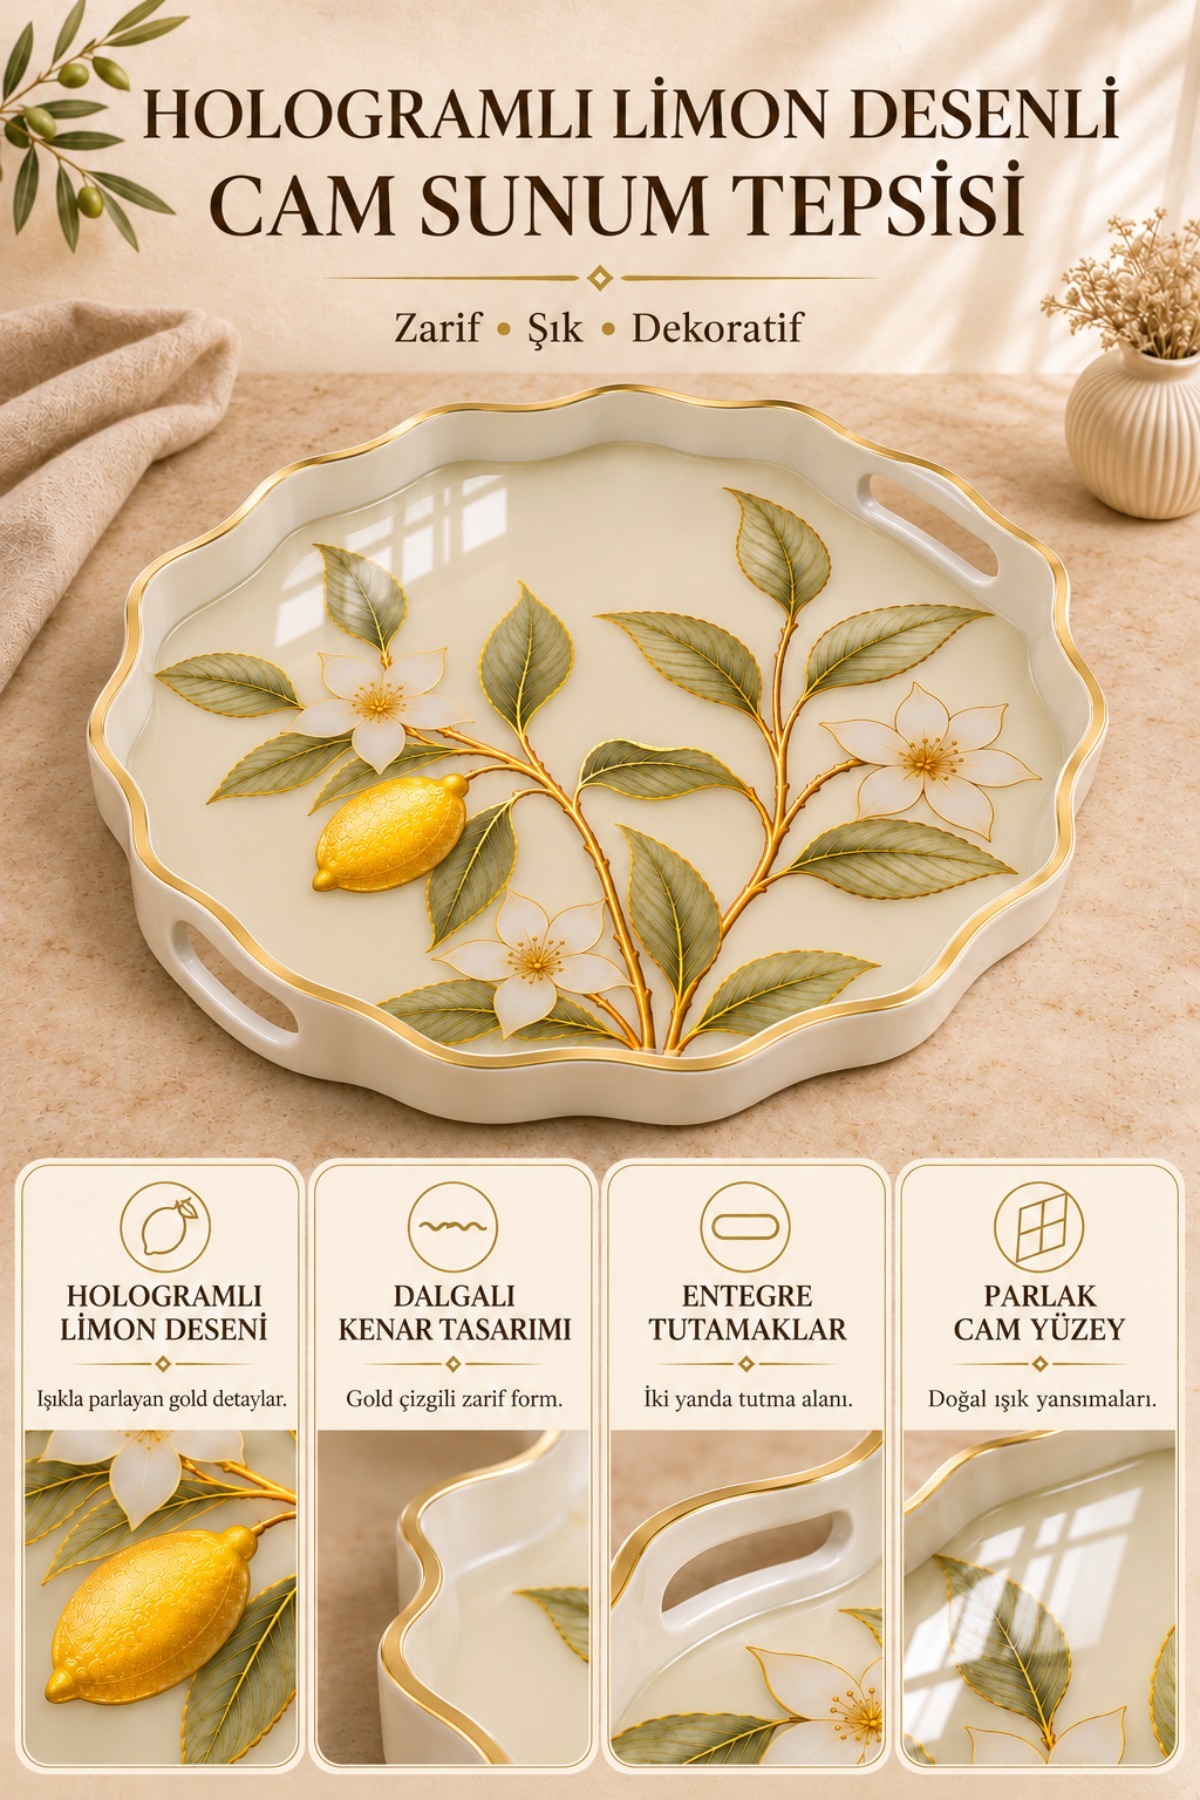 HOLOGRAMLI LİMON DESENLİ
CAM SUNUM TEPSİSİ
Zarif • Şık • Dekoratif
HOLOGRAMLI
LİMON DESENİ
Işıkla parlayan gold detaylar.
DALGALI
KENAR TASARIMI
Gold çizgili zarif form.
ENTEGRE
TUTAMAKLAR
İki yanda tutma alanı.
PARLAK
CAM YÜZEY
Doğal ışık yansımaları.